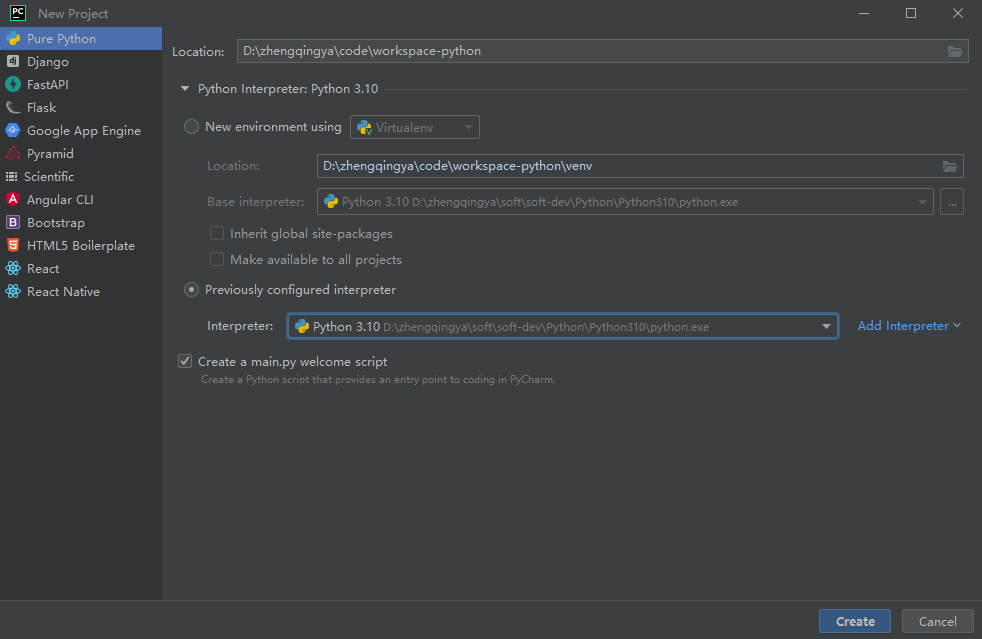 PC New Project
Pure Python
dj Django
FastAPI
Flask
Google App Engine
Pyramid
Scientific
A Angular CLI
B Bootstrap
5 HTML5 Boilerplate
React
React Native
Location: D:\zhengqingya\code\workspace-python
Python Interpreter: Python 3.10
New environment using Virtualenv
Location: D:\zhengqingya\code\workspace-python\venv
Base interpreter: Python 3.10 D:\zhengqingya\soft\soft-dev\Python\Python310\python.exe ...
Inherit global site-packages
Make available to all projects
Previously configured interpreter
Interpreter: Python 3.10 D:\zhengqingya\soft\soft-dev\Python\Python310\python.exe Add Interpreter
Create a main.py welcome script
Create a Python script that provides an entry point to coding in PyCharm.
Create Cancel